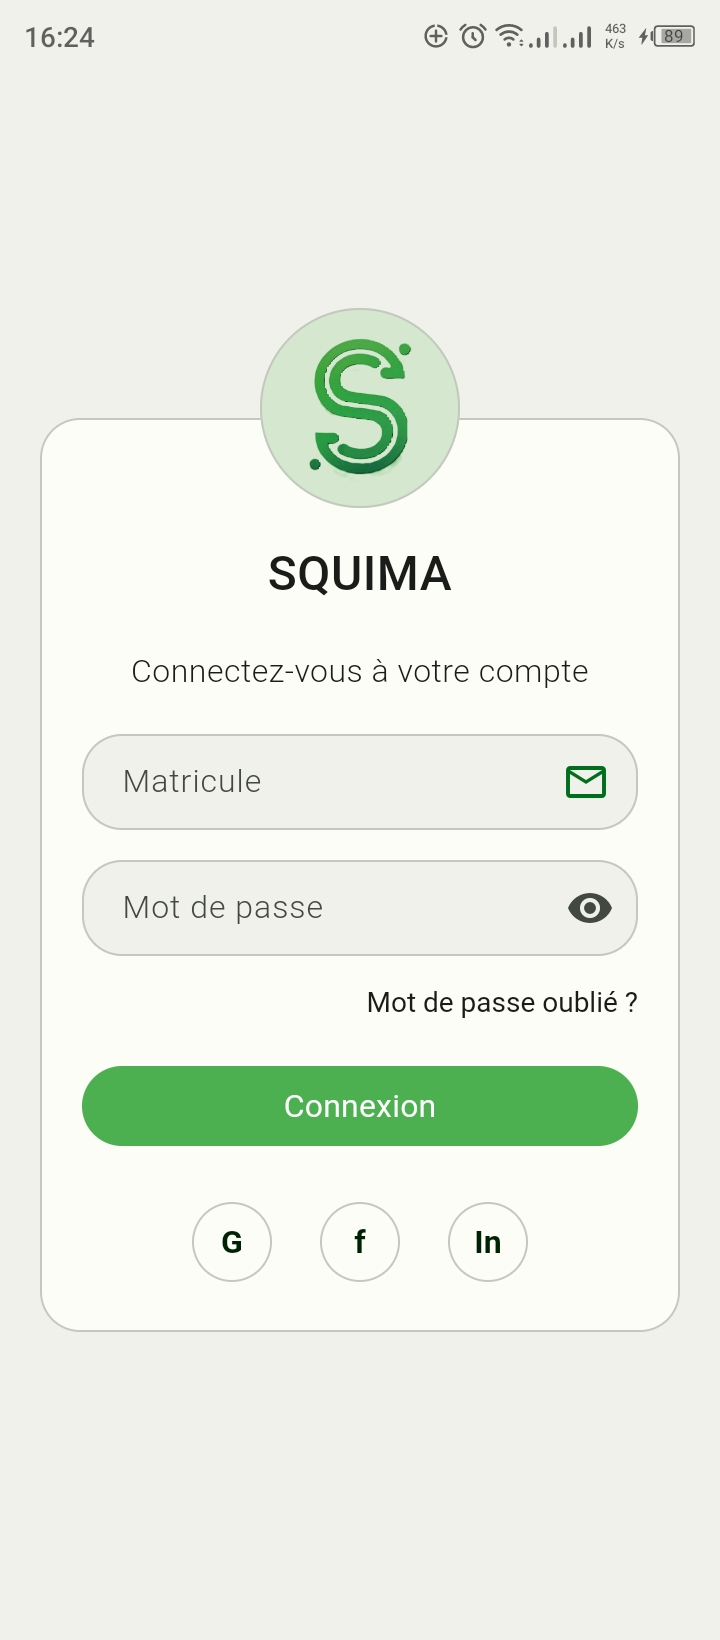 16:24
463
K/s
89
S
SQUIMA
Connectez-vous à votre compte
Matricule
Mot de passe
Mot de passe oublié ?
Connexion
G
f
In